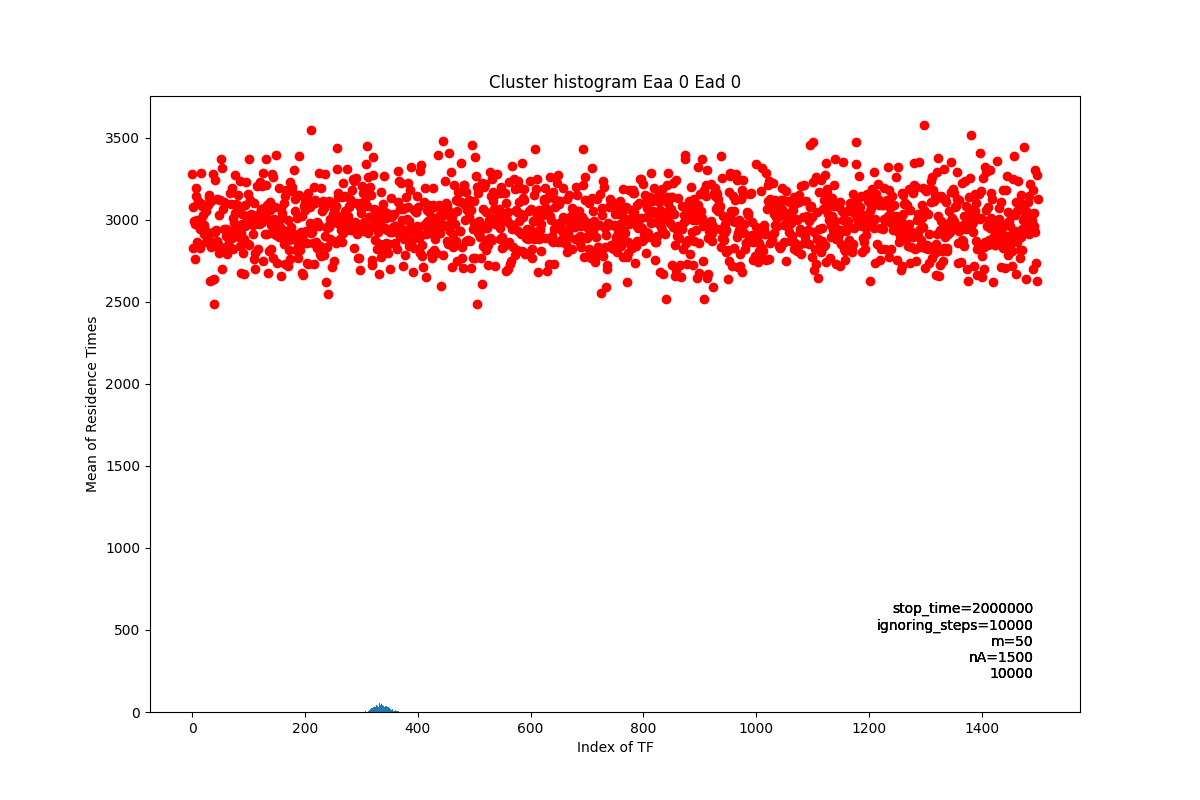 Cluster histogram Eaa 0 Ead 0
3500
3000
2500
2000
1500
1000
500
0
Mean of Residence Times
stop_time=2000000
ignoring_steps=10000
m=50
nA=1500
10000
0 200 400 600 800 1000 1200 1400
Index of TF